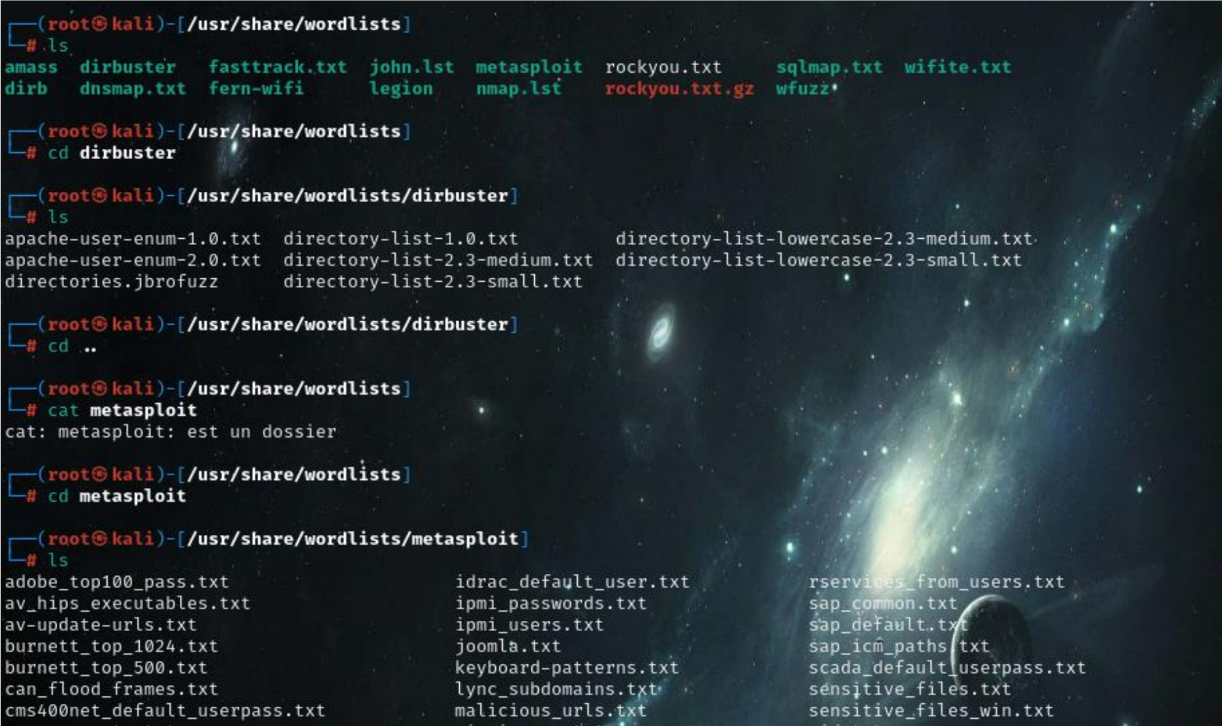 ┌──(root㉿kali)-[/usr/share/wordlists]
└─# ls
amass  dirbuster   fasttrack.txt  john.lst  metasploit  rockyou.txt     sqlmap.txt  wifite.txt
dirb   dnsmap.txt  fern-wifi      legion    nmap.lst    rockyou.txt.gz  wfuzz
┌──(root㉿kali)-[/usr/share/wordlists]
└─# cd dirbuster
┌──(root㉿kali)-[/usr/share/wordlists/dirbuster]
└─# ls
apache-user-enum-1.0.txt  directory-list-1.0.txt         directory-list-lowercase-2.3-medium.txt
apache-user-enum-2.0.txt  directory-list-2.3-medium.txt  directory-list-lowercase-2.3-small.txt
directories.jbrofuzz      directory-list-2.3-small.txt
┌──(root㉿kali)-[/usr/share/wordlists/dirbuster]
└─# cd ..
┌──(root㉿kali)-[/usr/share/wordlists]
└─# cat metasploit
cat: metasploit: est un dossier
┌──(root㉿kali)-[/usr/share/wordlists]
└─# cd metasploit
┌──(root㉿kali)-[/usr/share/wordlists/metasploit]
└─# ls
adobe_top100_pass.txt            idrac_default_user.txt    rservices_from_users.txt
av_hips_executables.txt          ipmi_passwords.txt        sap_common.txt
av-update-urls.txt               ipmi_users.txt            sap_default.txt
burnett_top_1024.txt             joomla.txt                sap_icm_paths.txt
burnett_top_500.txt              keyboard-patterns.txt     scada_default_userpass.txt
can_flood_frames.txt             lync_subdomains.txt       sensitive_files.txt
cms400net_default_userpass.txt   malicious_urls.txt        sensitive_files_win.txt